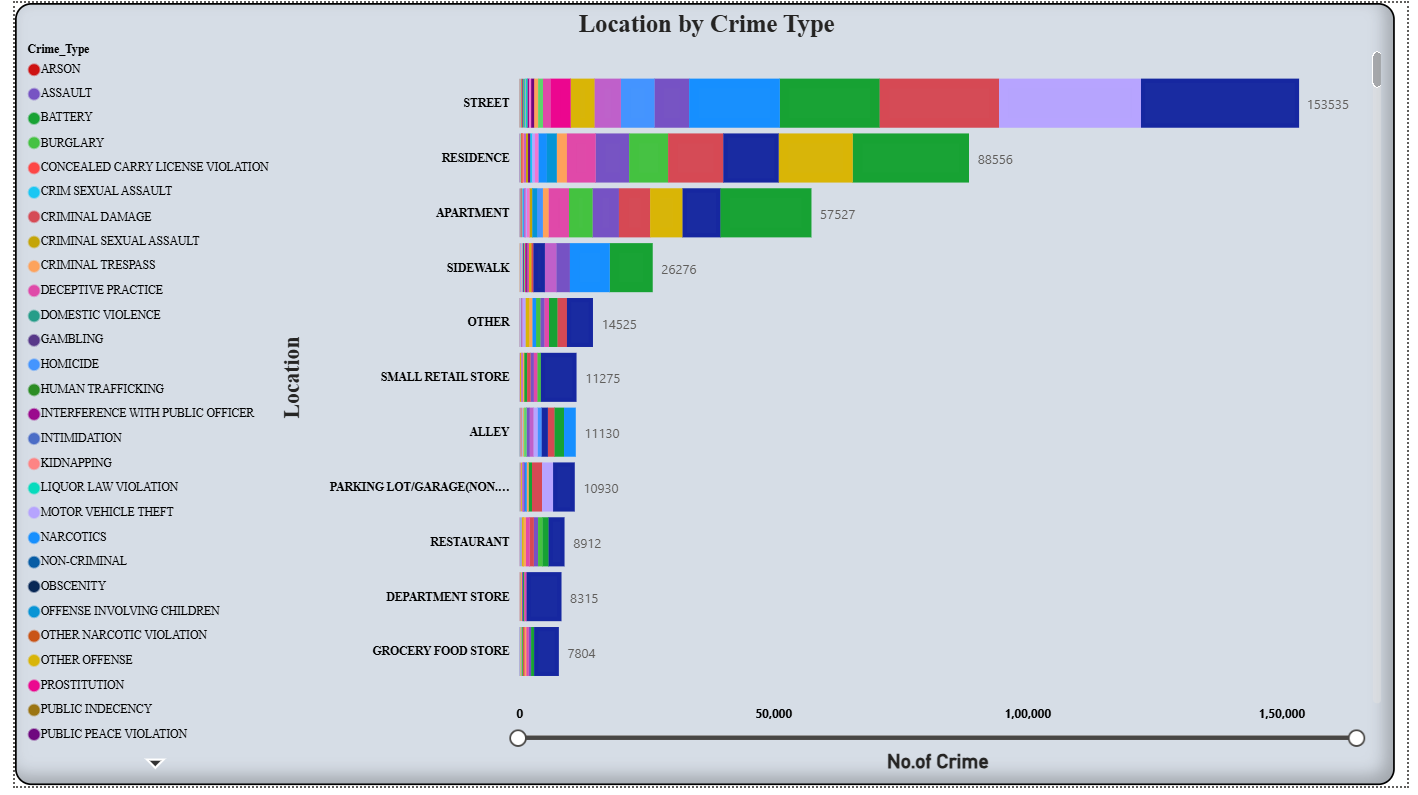 Location by Crime Type
Crime_Type
ARSON
ASSAULT
BATTERY
BURGLARY
CONCEALED CARRY LICENSE VIOLATION
CRIM SEXUAL ASSAULT
CRIMINAL DAMAGE
CRIMINAL SEXUAL ASSAULT
CRIMINAL TRESPASS
DECEPTIVE PRACTICE
DOMESTIC VIOLENCE
GAMBLING
HOMICIDE
HUMAN TRAFFICKING
INTERFERENCE WITH PUBLIC OFFICER
INTIMIDATION
KIDNAPPING
LIQUOR LAW VIOLATION
MOTOR VEHICLE THEFT
NARCOTICS
NON-CRIMINAL
OBSCENITY
OFFENSE INVOLVING CHILDREN
OTHER NARCOTIC VIOLATION
OTHER OFFENSE
PROSTITUTION
PUBLIC INDECENCY
PUBLIC PEACE VIOLATION
Location
STREET 153535
RESIDENCE 88556
APARTMENT 57527
SIDEWALK 26276
OTHER 14525
SMALL RETAIL STORE 11275
ALLEY 11130
PARKING LOT/GARAGE(NON.... 10930
RESTAURANT 8912
DEPARTMENT STORE 8315
GROCERY FOOD STORE 7804
0 50,000 1,00,000 1,50,000
No.of Crime